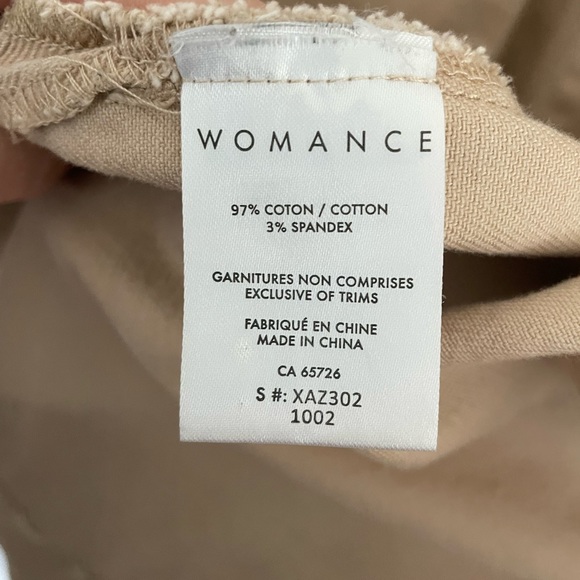 WOMANCE
97% COTON / COTTON
3% SPANDEX
GARNITURES NON COMPRISES
EXCLUSIVE OF TRIMS
FABRIQUÉ EN CHINE
MADE IN CHINA
CA 65726
S #: XAZ302
1002